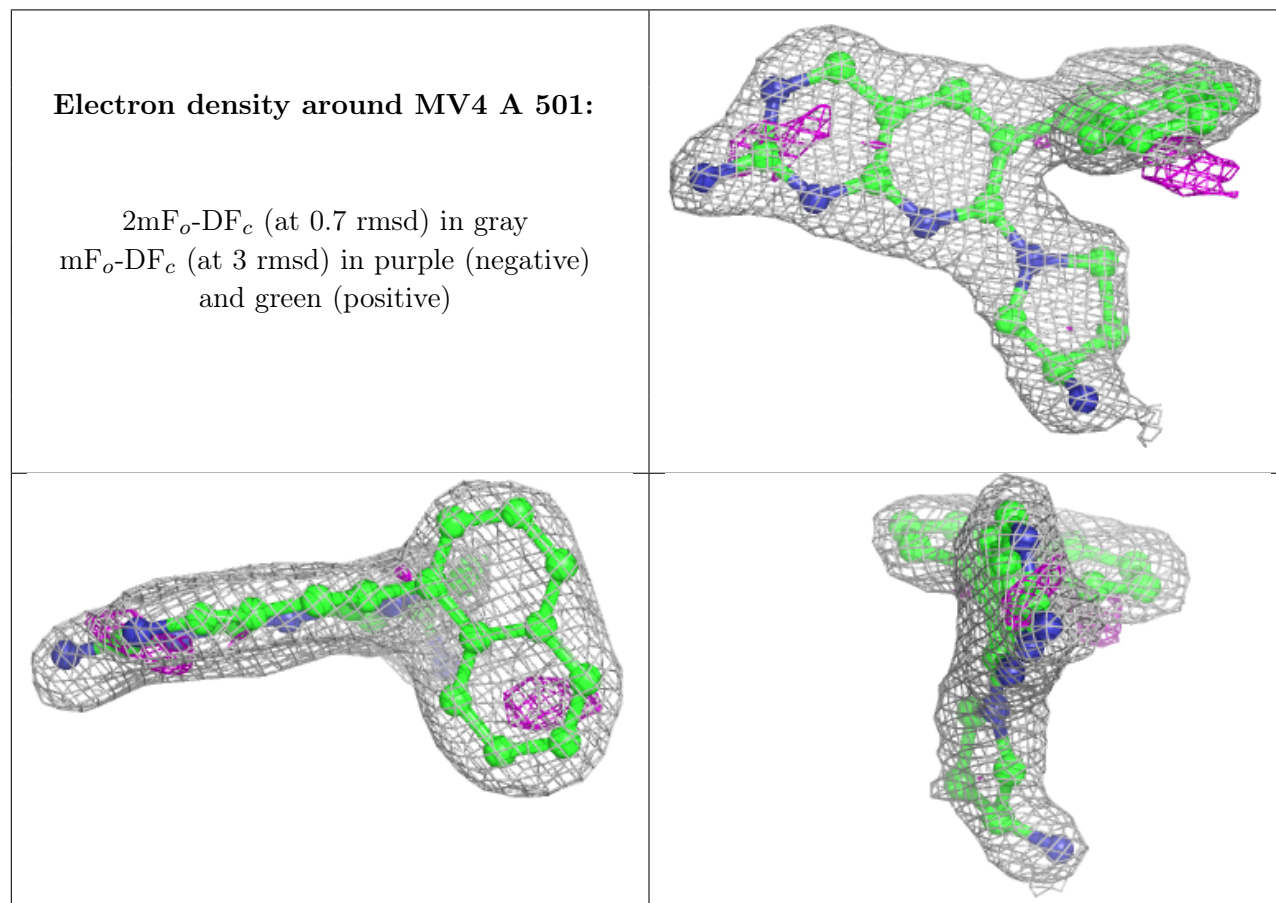 Electron density around MV4 A 501:
2mFo-DFc (at 0.7 rmsd) in gray
mFo-DFc (at 3 rmsd) in purple (negative)
and green (positive)